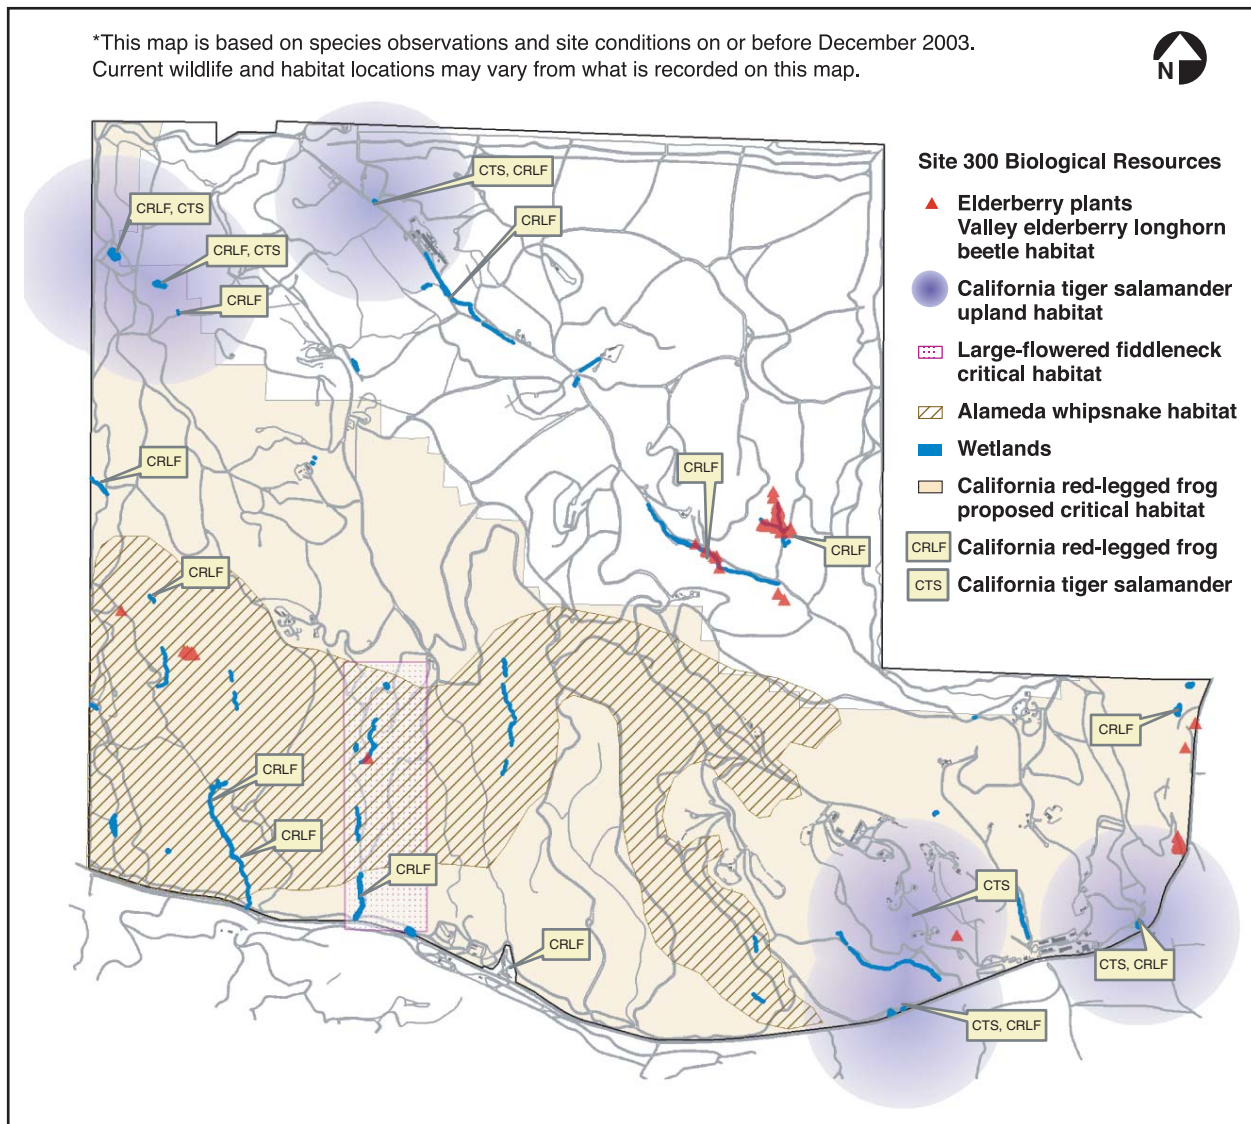 *This map is based on species observations and site conditions on or before December 2003.
Current wildlife and habitat locations may vary from what is recorded on this map.
N
Site 300 Biological Resources
Elderberry plants
Valley elderberry longhorn
beetle habitat
California tiger salamander
upland habitat
Large-flowered fiddleneck
critical habitat
Alameda whipsnake habitat
Wetlands
California red-legged frog
proposed critical habitat
CRLF California red-legged frog
CTS California tiger salamander
CTS, CRLF
CRLF, CTS
CRLF
CRLF, CTS
CRLF
CRLF
CRLF
CRLF
CRLF
CRLF
CRLF
CRLF
CRLF
CTS
CRLF
CTS, CRLF
CTS, CRLF